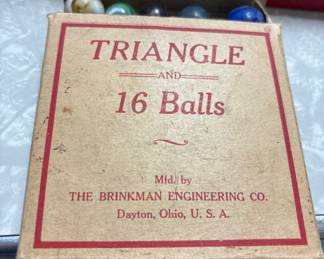 TRIANGLE
AND
16 Balls
Mfd. by
THE BRINKMAN ENGINEERING CO.
Dayton, Ohio, U. S. A.